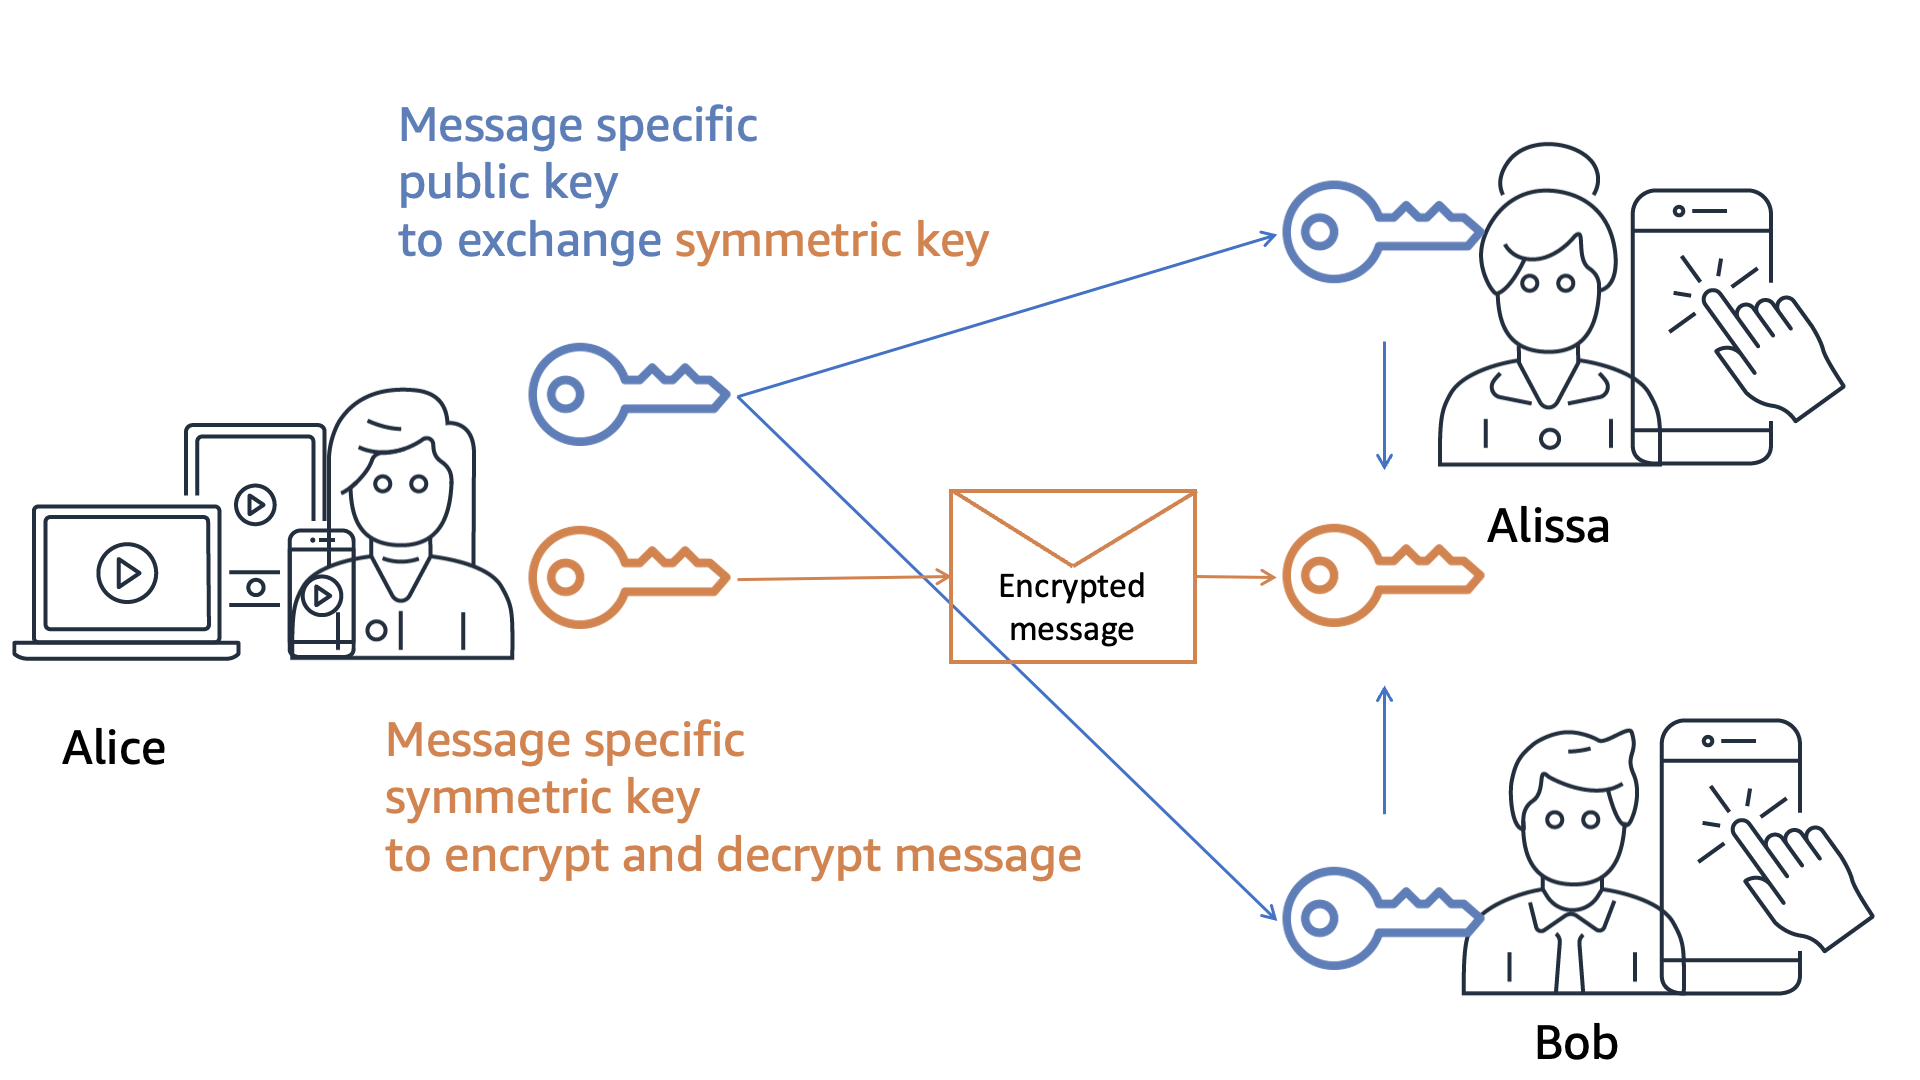 Message specific
public key
to exchange symmetric key
Encrypted
message
Alice
Message specific
symmetric key
to encrypt and decrypt message
Alissa
Bob